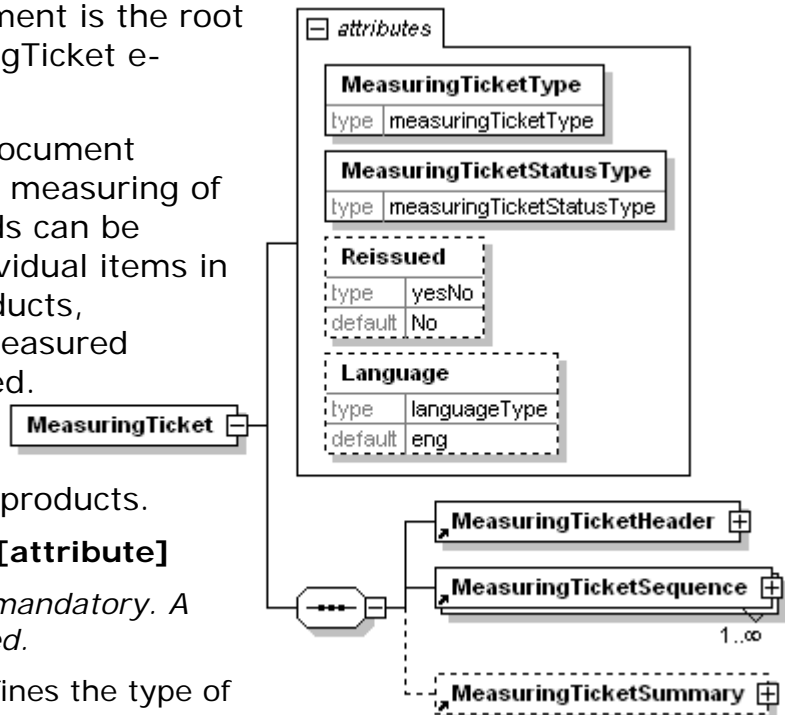 ment is the root
gTicket e-
ocument
measuring of
ls can be
vidual items in
ducts,
easured
ed.
products.
[attribute]
mandatory. A
ed.
fines the type of
attributes
MeasuringTicketType
type measuringTicketType
MeasuringTicketStatusType
type measuringTicketStatusType
Reissued
type yesNo
default No
Language
type languageType
default eng
MeasuringTicket
MeasuringTicketHeader
MeasuringTicketSequence
1..∞
MeasuringTicketSummary